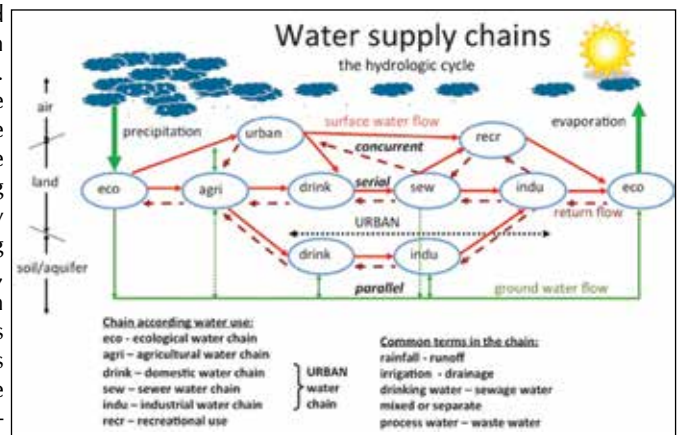 Water supply chains
the hydrologic cycle
air
precipitation
urban
surface water flow
concurrent
recr
evaporation
land
eco
agri
drink
serial
sew
indu
eco
return flow
URBAN
soil/aquifer
drink
indu
parallel
ground water flow
Chain according water use:
eco - ecological water chain
agri – agricultural water chain
drink – domestic water chain
sew – sewer water chain
indu – industrial water chain
recr – recreational use
URBAN
water
chain
Common terms in the chain:
rainfall - runoff
irrigation - drainage
drinking water – sewage water
mixed or separate
process water – waste water